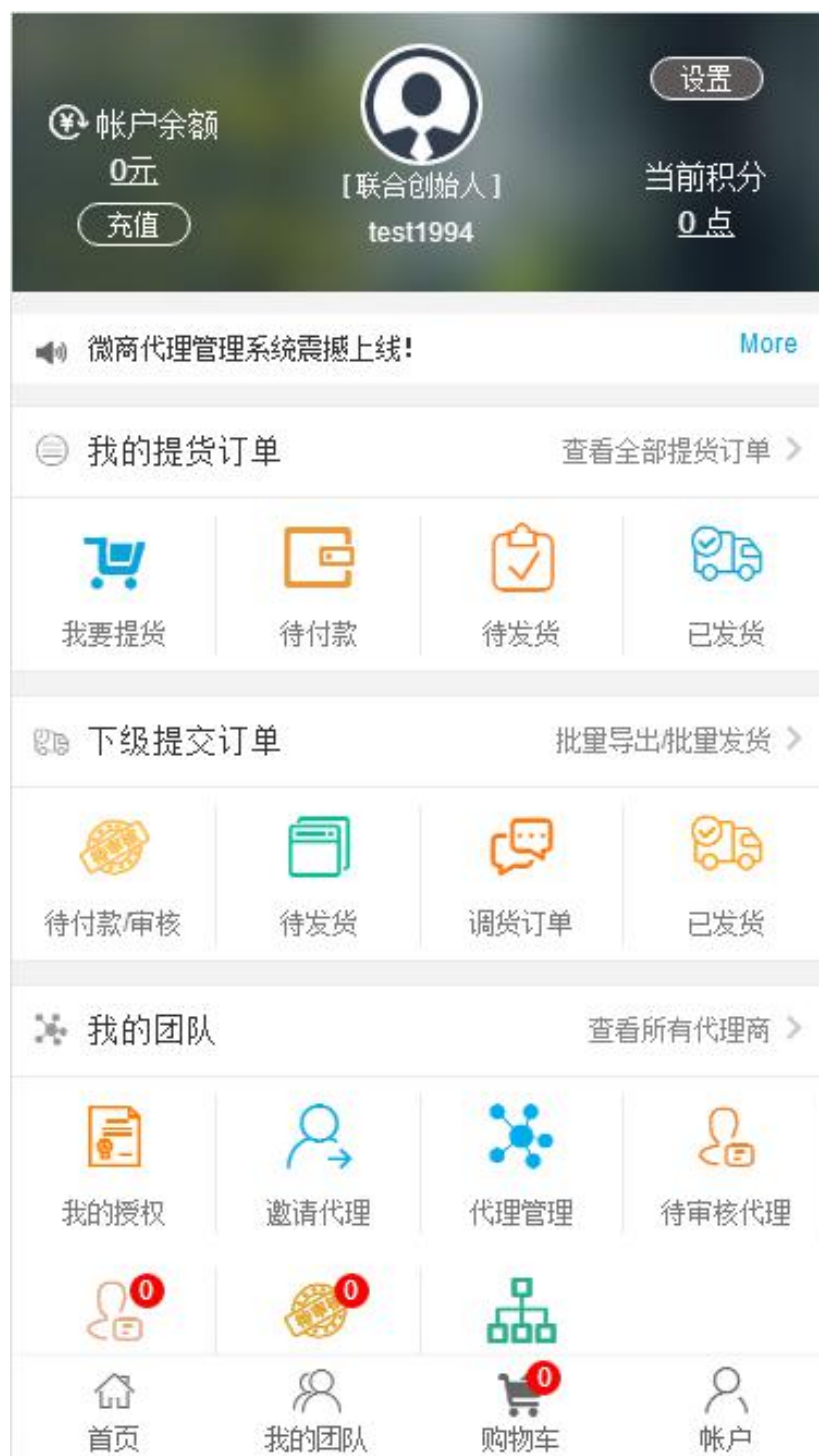 设置
帐户余额
0元
充值
[联合创始人]
test1994
当前积分
0 点
微商代理管理系统震撼上线!
More
我的提货订单
查看全部提货订单
我要提货
待付款
待发货
已发货
下级提交订单
批量导出/批量发货
待付款/审核
待发货
调货订单
已发货
我的团队
查看所有代理商
我的授权
邀请代理
代理管理
待审核代理
0
0
首页
我的团队
0
购物车
帐户